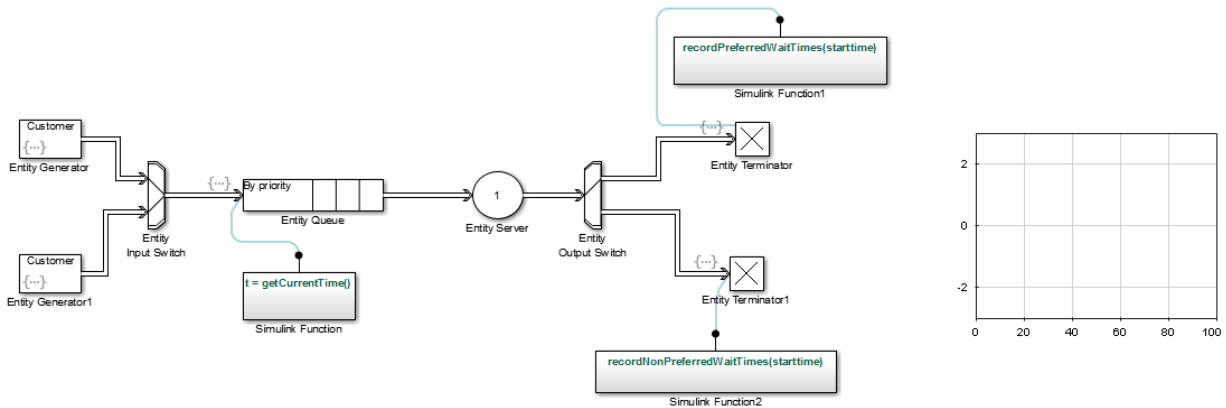 recordPreferredWaitTimes(starttime)
Simulink Function1
Customer
{...}
Entity Generator
Entity
Input Switch
{...}
By priority
Entity Queue
1
Entity Server
Entity
Output Switch
{...}
Entity Terminator
Customer
{...}
Entity Generator1
t = getCurrentTime()
Simulink Function
{...}
Entity Terminator1
recordNonPreferredWaitTimes(starttime)
Simulink Function2
2
0
-2
0 20 40 60 80 100